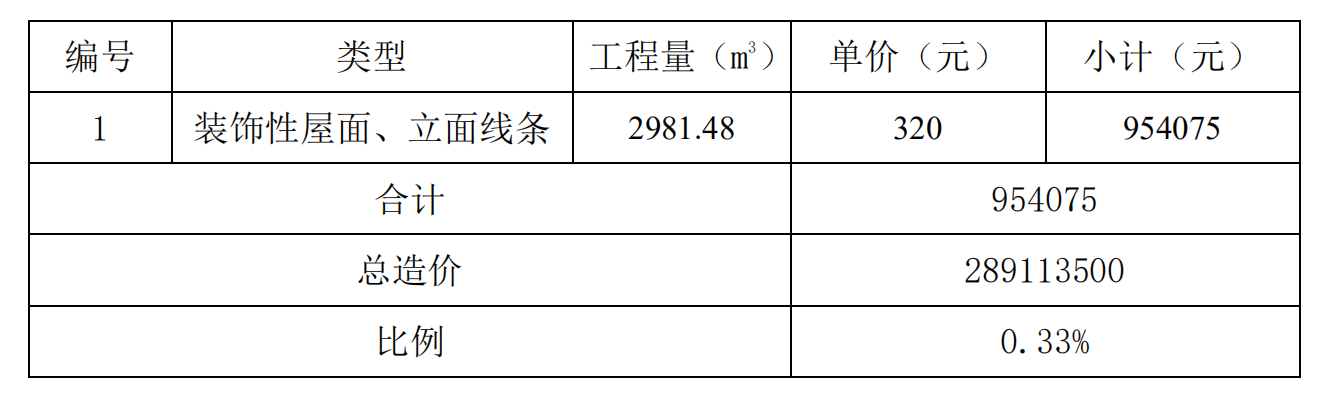 编号 类型 工程量（m³） 单价（元） 小计（元）
1 装饰性屋面、立面线条 2981.48 320 954075
合计 954075
总造价 289113500
比例 0.33%